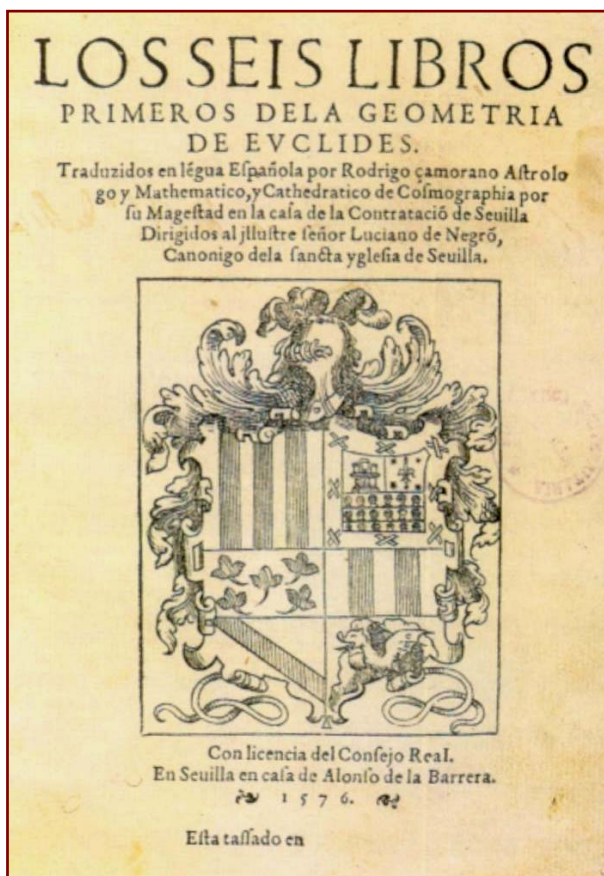 LOS SEIS LIBROS
PRIMEROS DELA GEOMETRIA
DE EVCLIDES.
Traduzidos en lẽgua Eſpañola por Rodrigo çamorano Aſtrolo
go y Mathematico, y Cathedratico de Coſmographia por
ſu Mageſtad en la caſa de la Contratació de Seuilla
Dirigidos al jlluſtre ſeñor Luciano de Negrõ,
Canonigo dela ſancta ygleſia de Seuilla.
Con licencia del Conſejo Real.
En Seuilla en caſa de Alonſo de la Barrera.
1576.
Eſta taſſado en